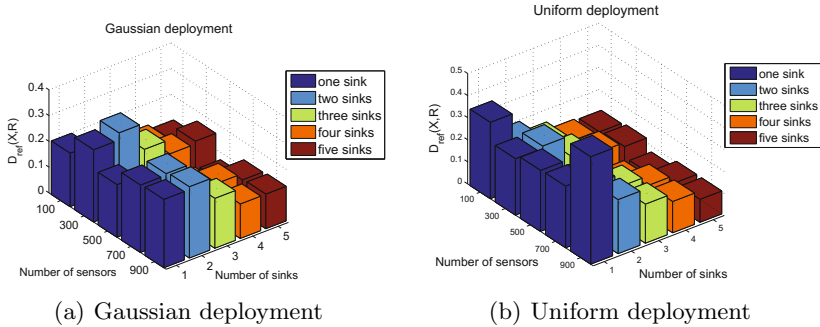 Gaussian deployment
0.4
0.3
0.2
0.1
0
D_ref(X,R)
100
300
500
700
900
Number of sensors
1
2
3
4
5
Number of sinks
one sink
two sinks
three sinks
four sinks
five sinks
(a) Gaussian deployment
Uniform deployment
0.5
0.4
0.3
0.2
0.1
0
D_ref(X,R)
100
300
500
700
900
Number of sensors
1
2
3
4
5
Number of sinks
one sink
two sinks
three sinks
four sinks
five sinks
(b) Uniform deployment